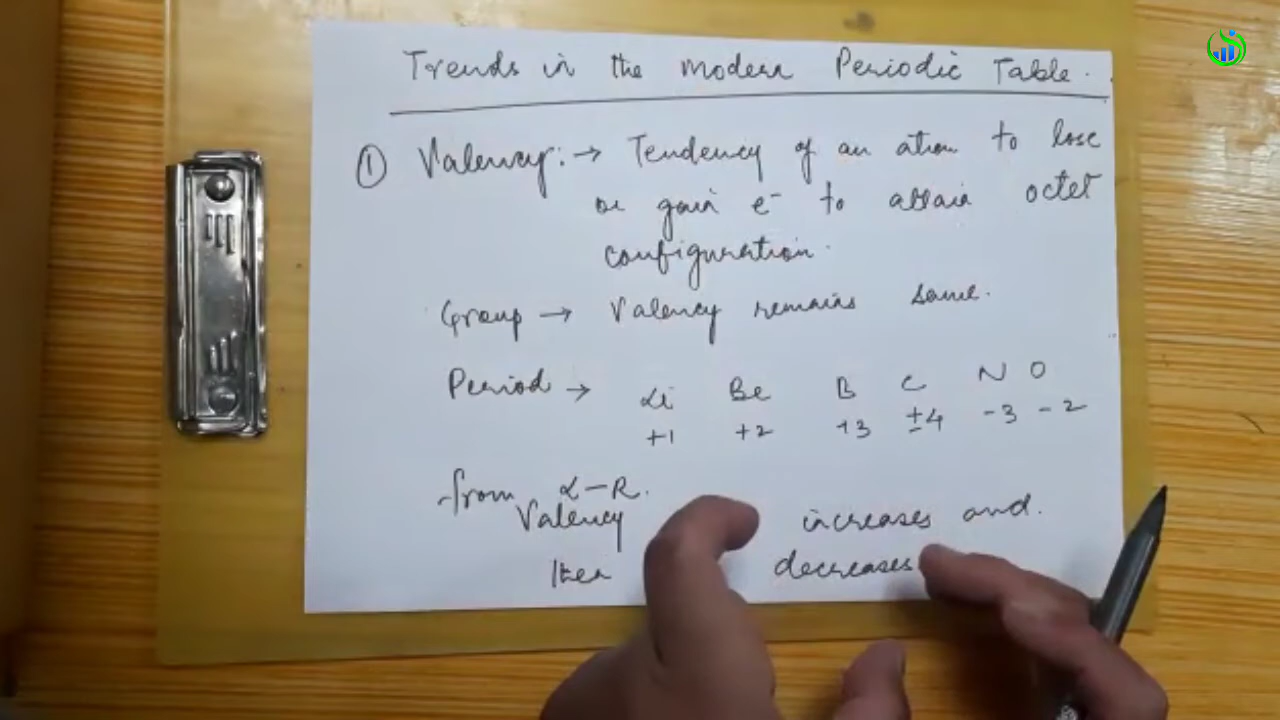 Trends in the modern Periodic Table.
① Valency:→ Tendency of an atom to lose
or gain e⁻ to attain octet
configuration.
Group → Valency remains same.
Period → Li Be B C N O
+1 +2 +3 ±4 -3 -2
from L-R.
Valency increases and.
then decreases